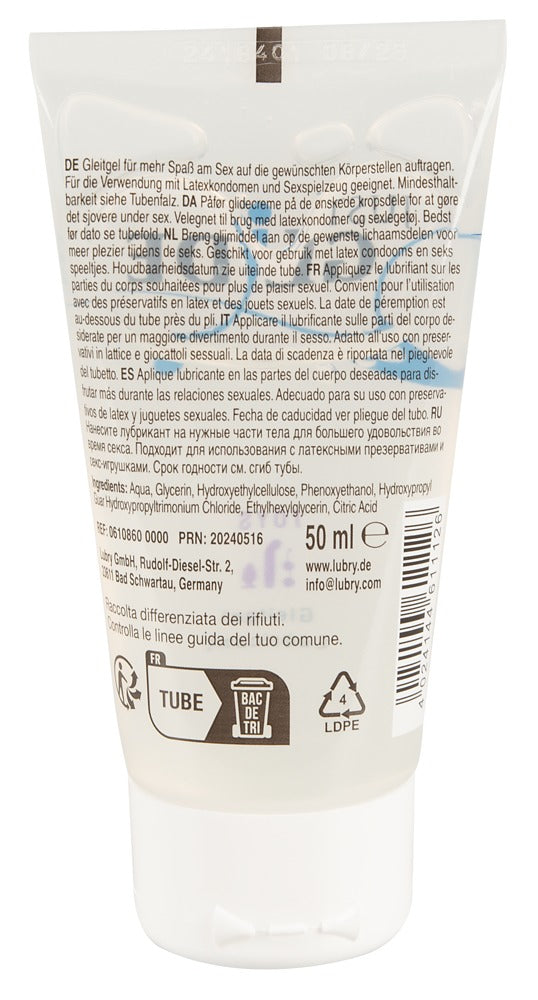 DE Gleitgel für mehr Spaß am Sex auf die gewünschten Körperstellen auftragen.
Für die Verwendung mit Latexkondomen und Sexspielzeug geeignet. Mindesthalt-
barkeit siehe Tubenfalz. DA Påfør glidecreme på de ønskede kropsdele for at gøre
det sjovere under sex. Velegnet til brug med latexkondomer og sexlegetøj. Bedst
før dato se tubefold. NL Breng glijmiddel aan op de gewenste lichaamsdelen voor
meer plezier tijdens de seks. Geschikt voor gebruik met latex condooms en seks
speeltjes. Houdbaarheidsdatum zie uiteinde tube. FR Appliquez le lubrifiant sur les
parties du corps souhaitées pour plus de plaisir sexuel. Convient pour l'utilisation
avec des préservatifs en latex et des jouets sexuels. La date de péremption est
au-dessous du tube près du pli. IT Applicare il lubrificante sulle parti del corpo de-
siderate per un maggiore divertimento durante il sesso. Adatto all'uso con preser-
vativi in lattice e giocattoli sessuali. La data di scadenza è riportata nel pieghevole
del tubetto. ES Aplique lubricante en las partes del cuerpo deseadas para dis-
frutar más durante las relaciones sexuales. Adecuado para su uso con preserva-
tivos de latex y juguetes sexuales. Fecha de caducidad ver pliegue del tubo. RU
Нанесите лубрикант на нужные части тела для большего удовольствия во
время секса. Подходит для использования с латексными презервативами и
секс-игрушками. Срок годности см. сгиб тубы.
Ingredients: Aqua, Glycerin, Hydroxyethylcellulose, Phenoxyethanol, Hydroxypropyl
Guar Hydroxypropyltrimonium Chloride, Ethylhexylglycerin, Citric Acid
REF: 0610860 0000 PRN: 20240516
50 ml ℮
Lubry GmbH, Rudolf-Diesel-Str. 2,
23611 Bad Schwartau, Germany
www.lubry.de
info@lubry.com
Raccolta differenziata dei rifiuti.
Controlla le linee guida del tuo comune.
FR
TUBE
BAC
DE
TRI
4
LDPE
4 024144 611126